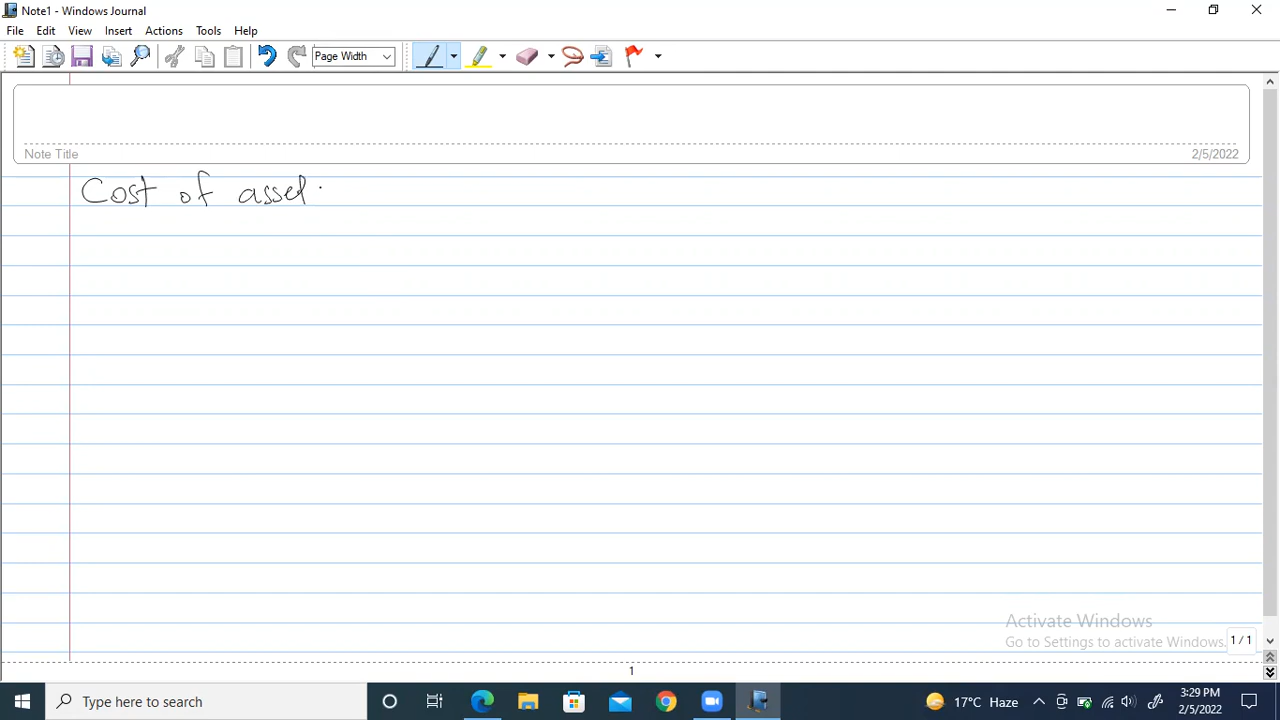 Note1 - Windows Journal
File Edit View Insert Actions Tools Help
Page Width
Note Title
2/5/2022
Cost of asset
Activate Windows
Go to Settings to activate Windows.
1 / 1
1
Type here to search
17°C Haze
3:29 PM
2/5/2022